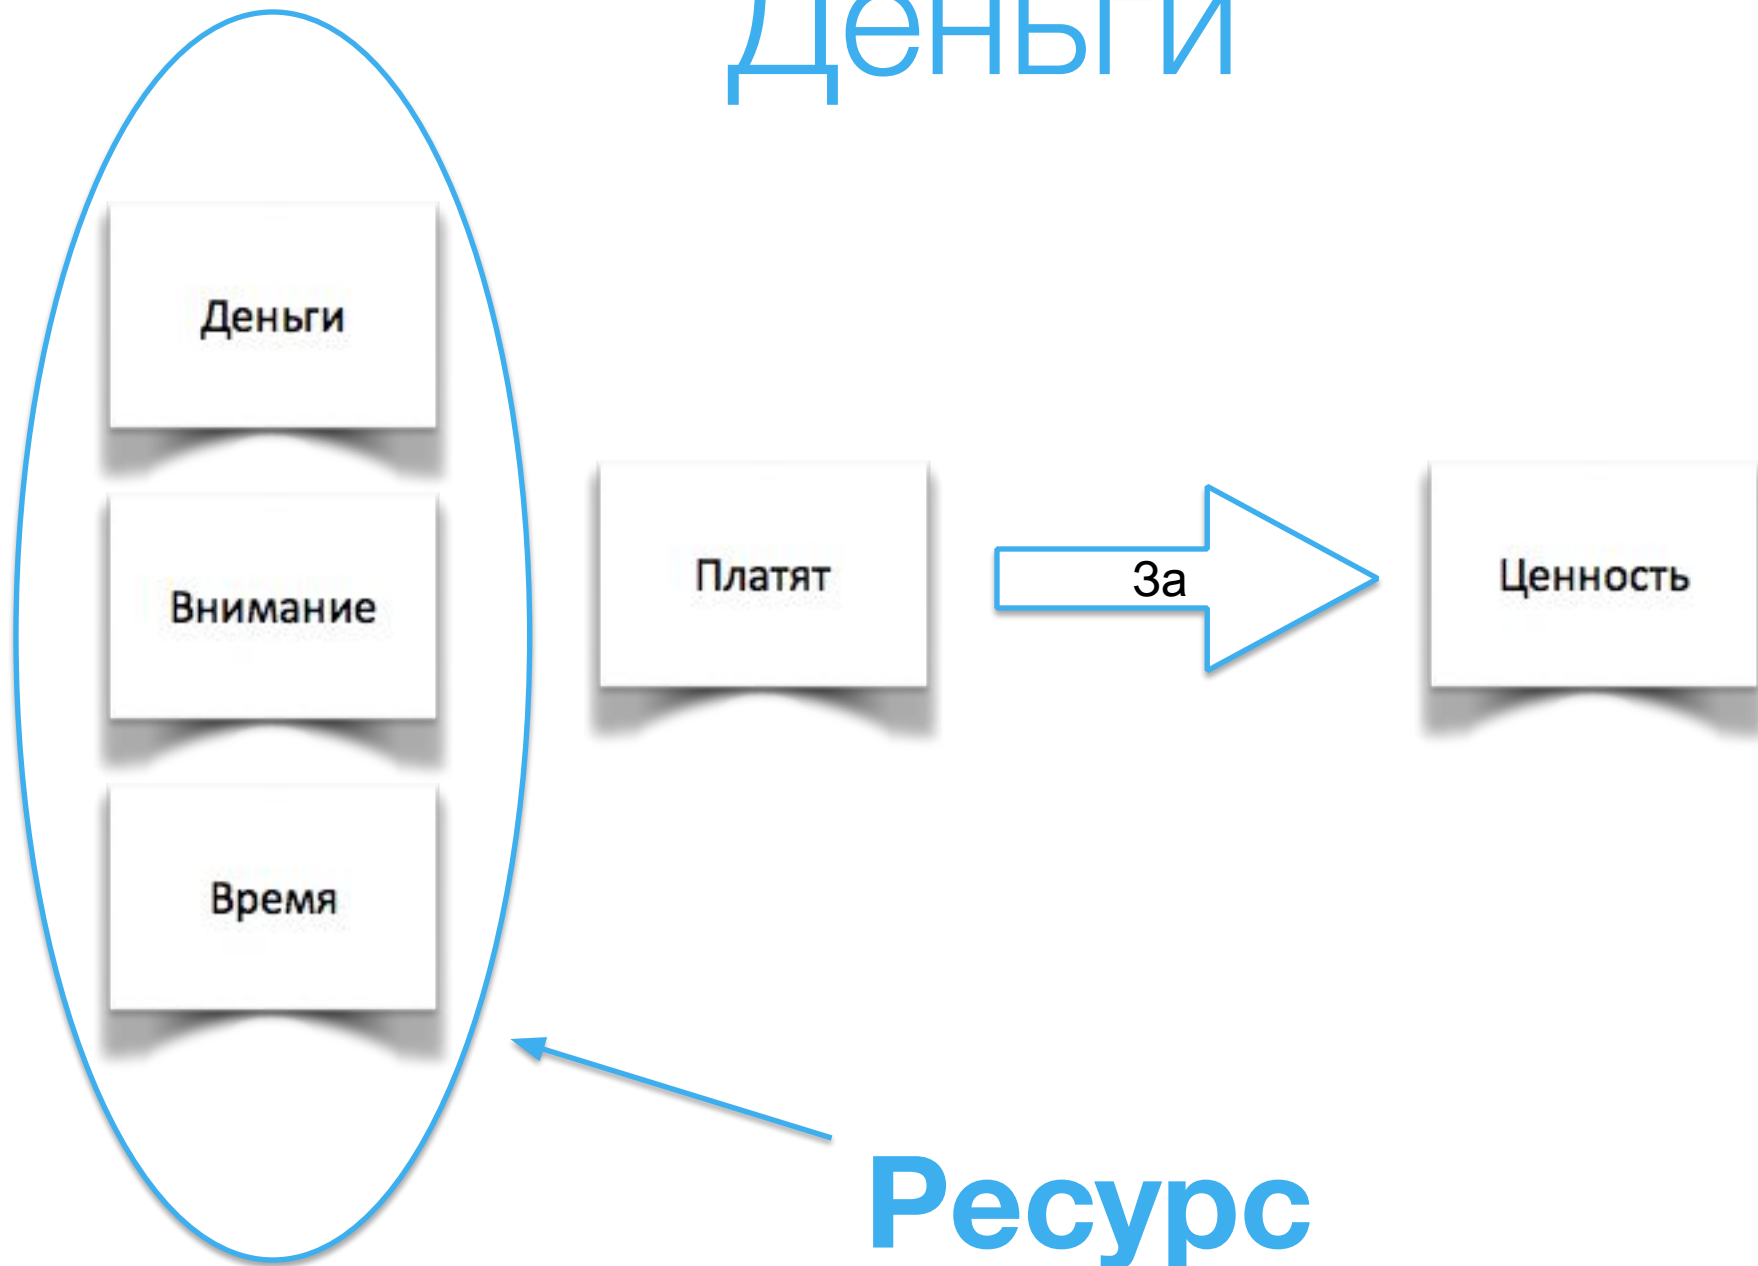 Деньги
Деньги
Внимание
Время
Платят
За
Ценность
Ресурс